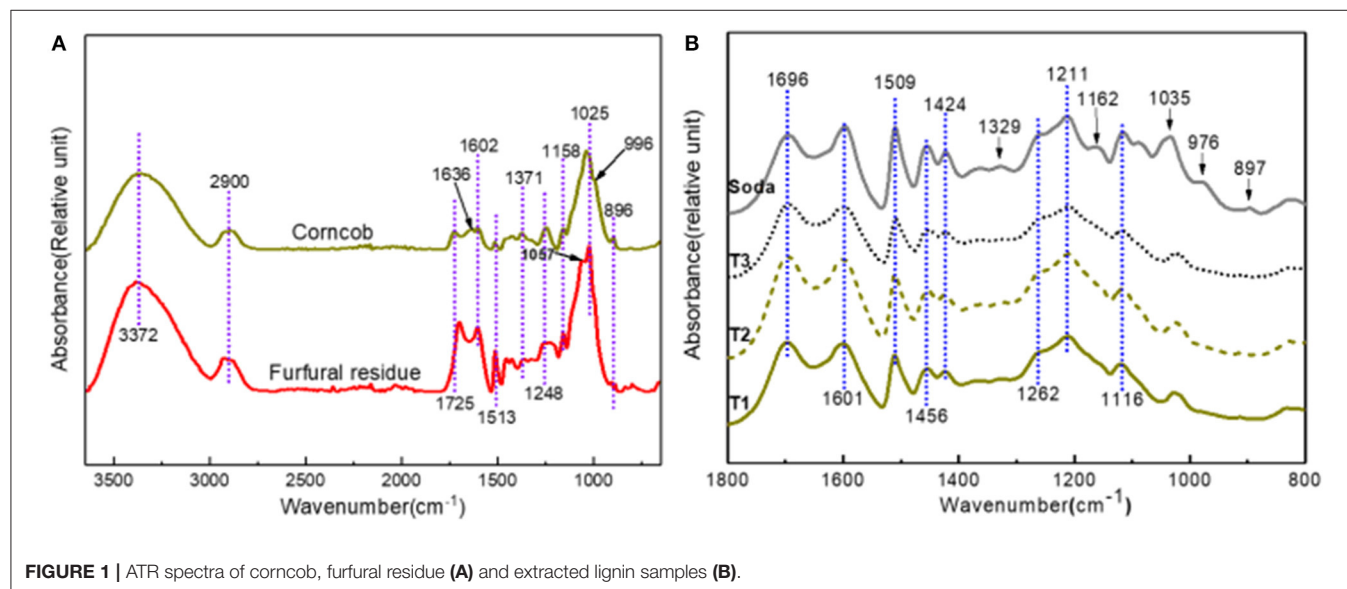 A
Absorbance(Relative unit)
3372
2900
1636
1602
1371
1158
1025
996
896
Corncob
1057
Furfural residue
1725
1513
1248
3500
3000
2500
2000
1500
1000
Wavenumber(cm-1)
B
Absorbance(relative unit)
1696
1509
1424
1329
1211
1162
1035
976
897
Soda
T3
T2
T1
1601
1456
1262
1116
1800
1600
1400
1200
1000
800
Wavenumber(cm-1)
FIGURE 1 | ATR spectra of corncob, furfural residue (A) and extracted lignin samples (B).